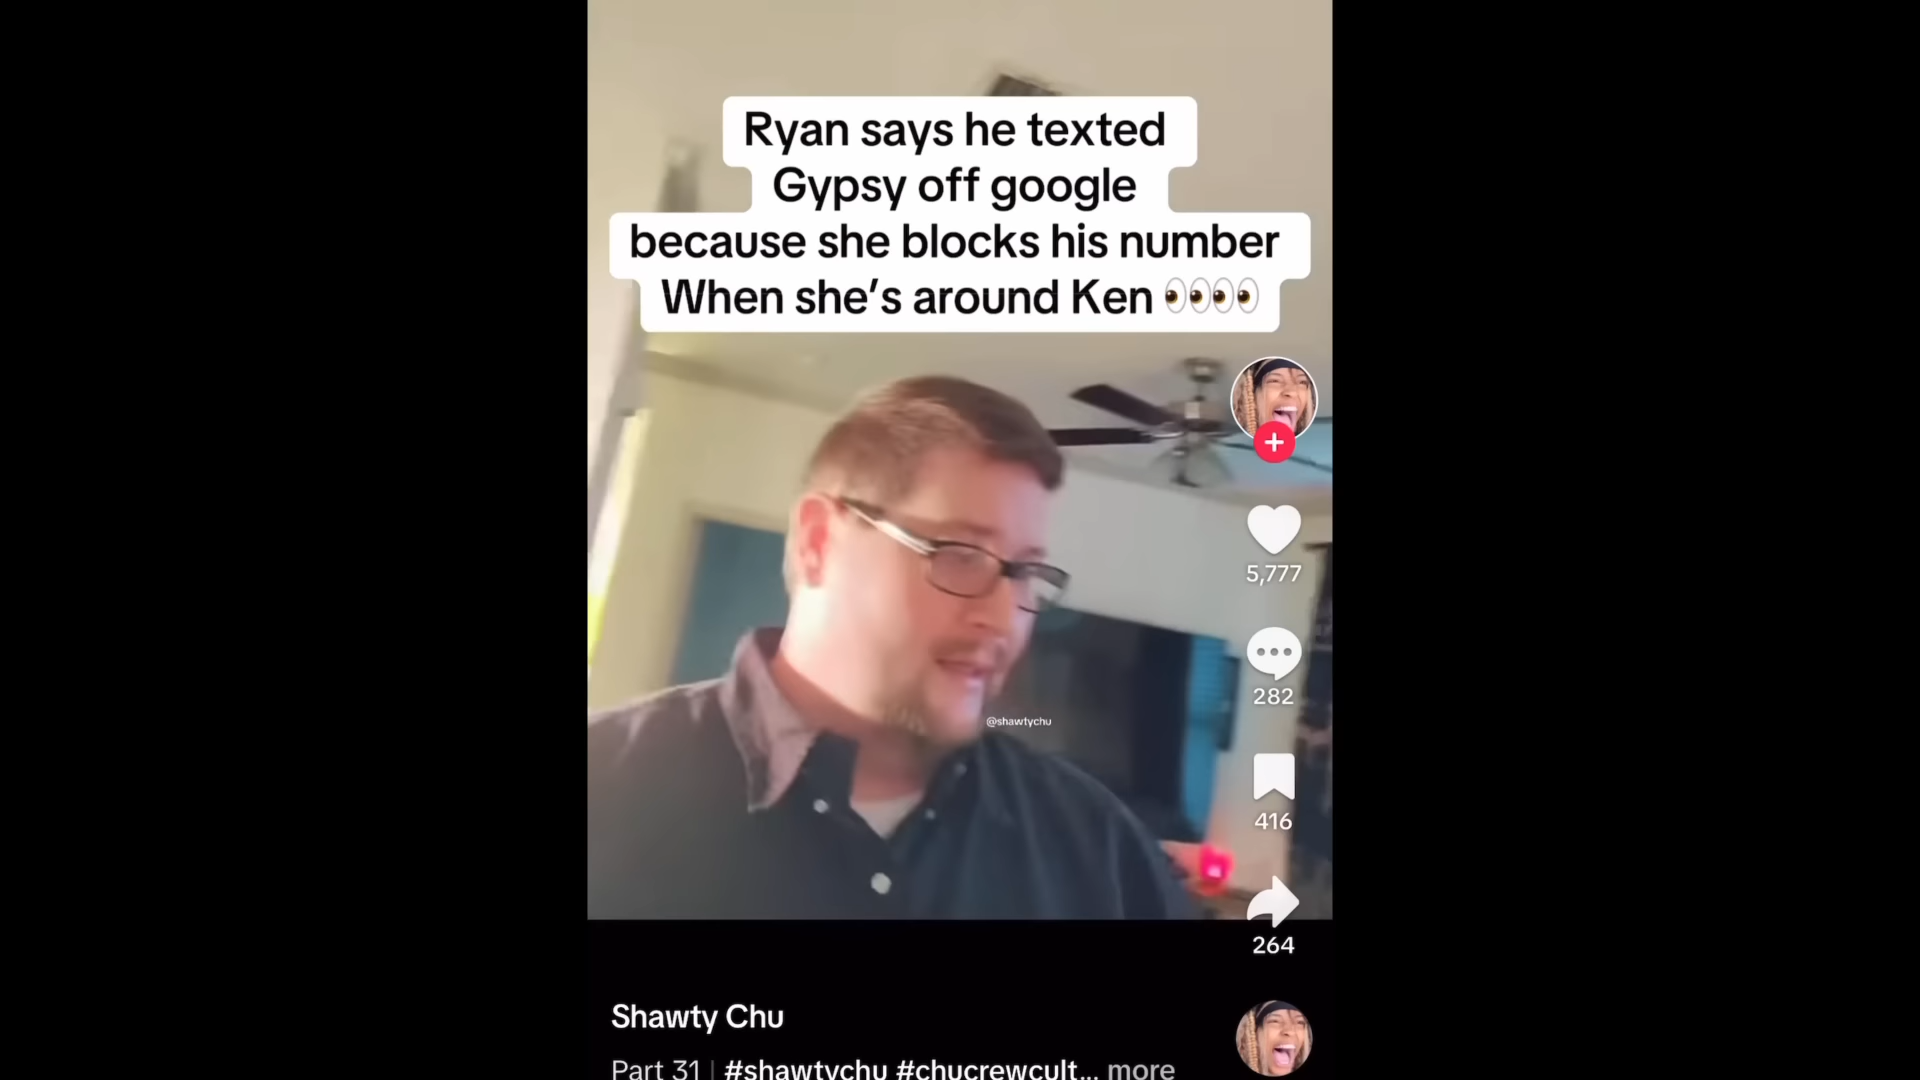 Ryan says he texted
Gypsy off google
because she blocks his number
When she’s around Ken 👀👀
@shawtychu
5,777
282
416
264
Shawty Chu
Part 31 | #shawtychu #chucrewcult... more